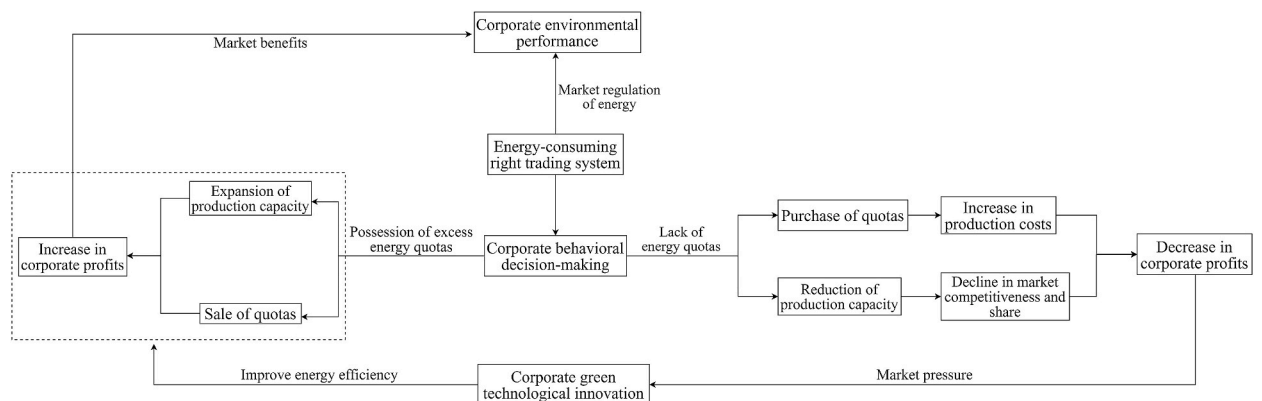 Corporate environmental
performance
Market benefits
Market regulation
of energy
Energy-consuming
right trading system
Expansion of
production capacity
Increase in
corporate profits
Sale of quotas
Possession of excess
energy quotas
Corporate behavioral
decision-making
Lack of
energy quotas
Purchase of quotas
Increase in
production costs
Reduction of
production capacity
Decline in market
competitiveness and
share
Decrease in
corporate profits
Improve energy efficiency
Corporate green
technological innovation
Market pressure